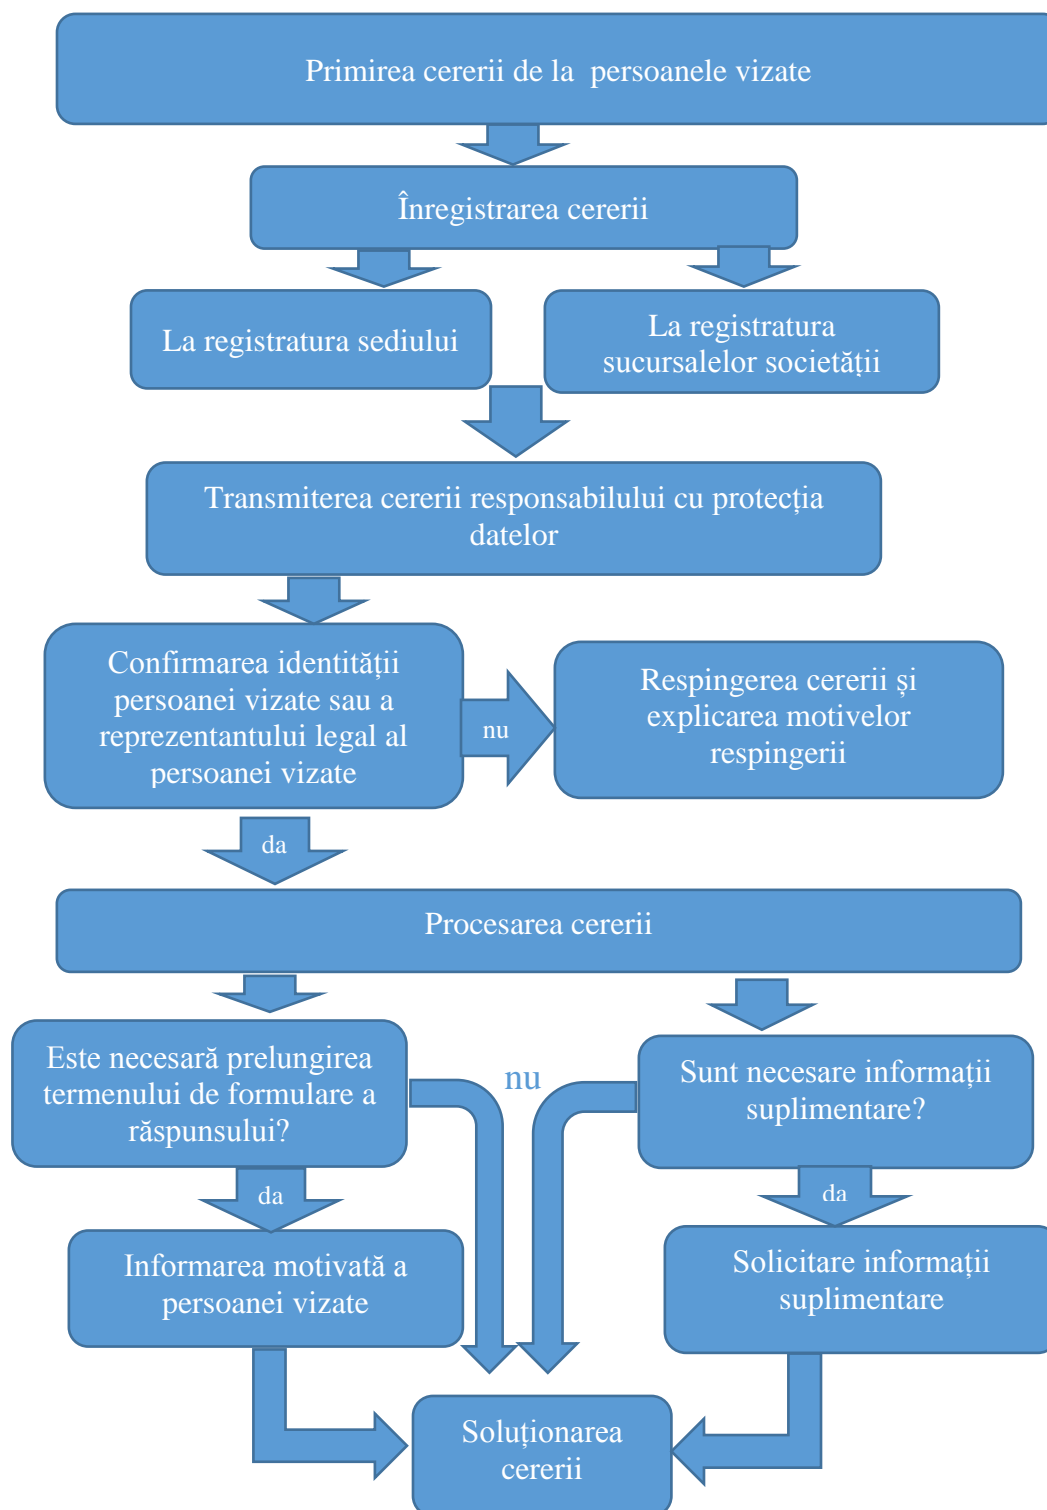 Primirea cererii de la  persoanele vizate
Înregistrarea cererii
La registratura sediului
La registratura
sucursalelor societății
Transmiterea cererii responsabilului cu protecția
datelor
Confirmarea identității
persoanei vizate sau a
reprezentantului legal al
persoanei vizate
nu
Respingerea cererii și
explicarea motivelor
respingerii
da
Procesarea cererii
Este necesară prelungirea
termenului de formulare a
răspunsului?
nu
Sunt necesare informații
suplimentare?
da
da
Informarea motivată a
persoanei vizate
Solicitare informații
suplimentare
Soluționarea
cererii